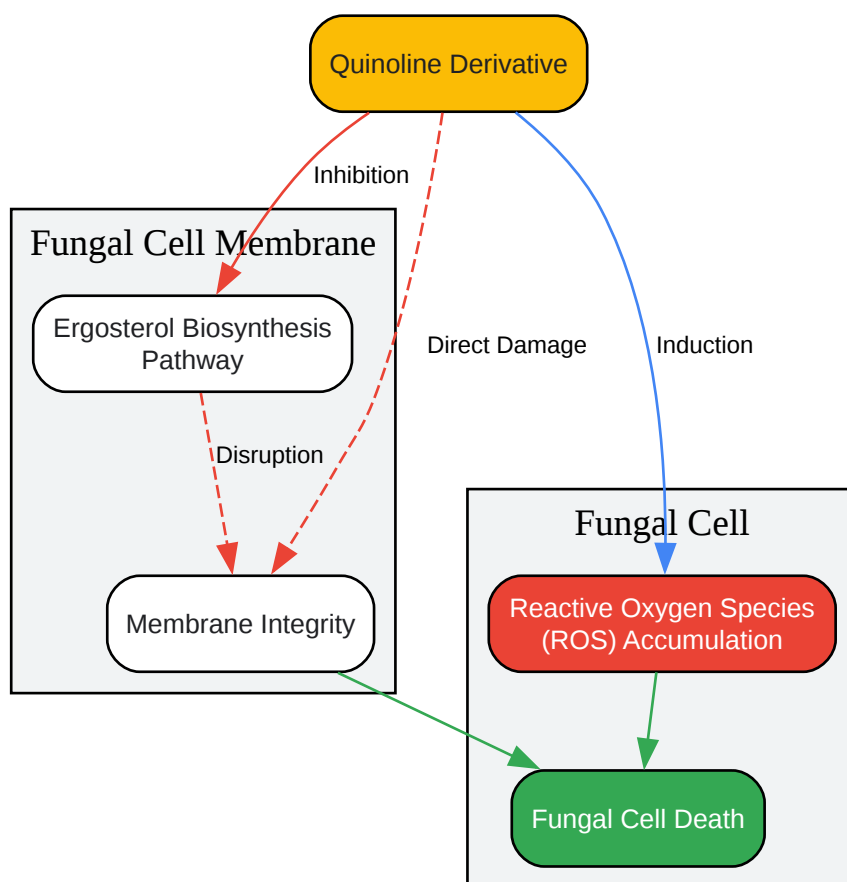 Quinoline Derivative
Inhibition
Fungal Cell Membrane
Ergosterol Biosynthesis
Pathway
Direct Damage
Induction
Disruption
Fungal Cell
Membrane Integrity
Reactive Oxygen Species
(ROS) Accumulation
Fungal Cell Death